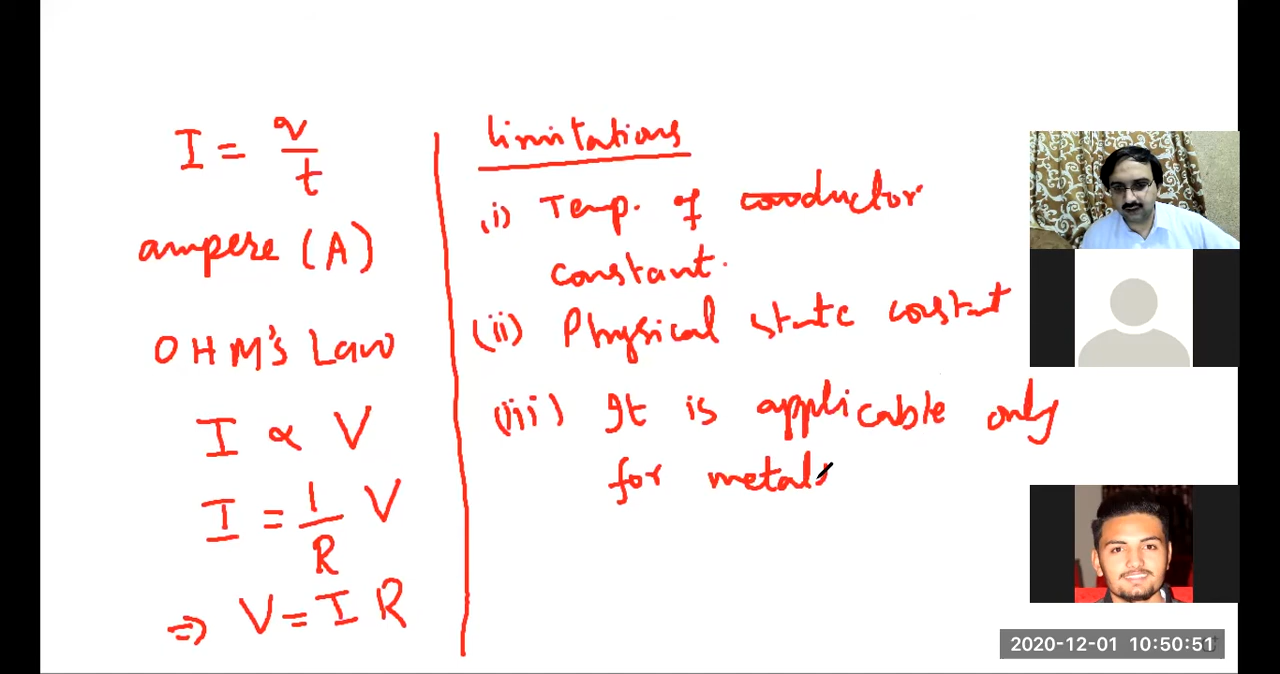 I = q/t
ampere (A)
OHM's Law
I ∝ V
I = 1/R V
⇒ V = I R
limitations
(i) Temp. of conductor
constant.
(ii) Physical state constant
(iii) It is applicable only
for metals
2020-12-01 10:50:51